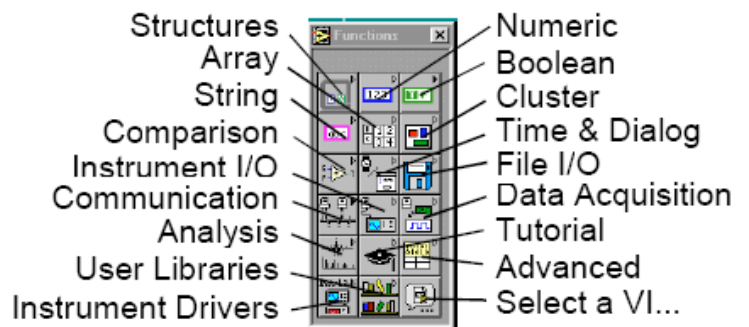 Structures
Array
String
Comparison
Instrument I/O
Communication
Analysis
User Libraries
Instrument Drivers
Functions
Numeric
Boolean
Cluster
Time & Dialog
File I/O
Data Acquisition
Tutorial
Advanced
Select a VI...